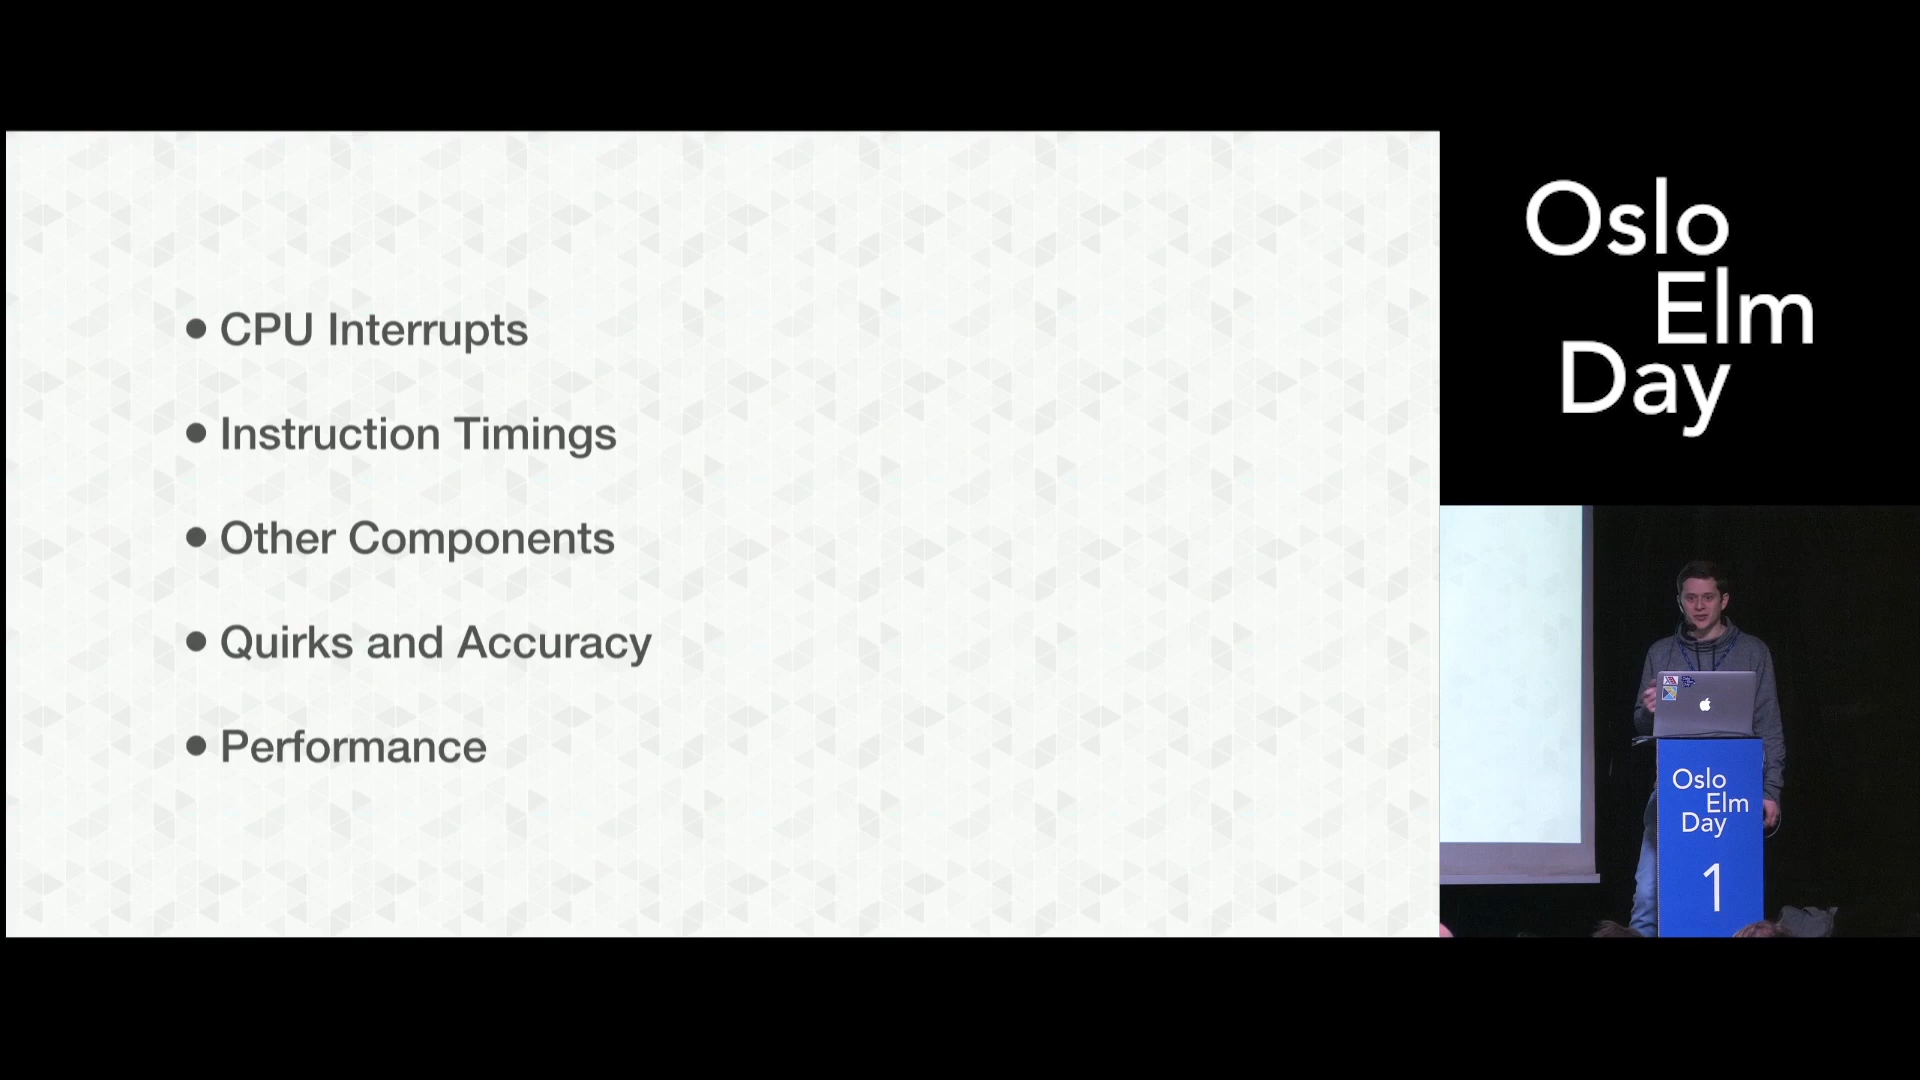 • CPU Interrupts
• Instruction Timings
• Other Components
• Quirks and Accuracy
• Performance
Oslo
Elm
Day
Oslo
Elm
Day
1